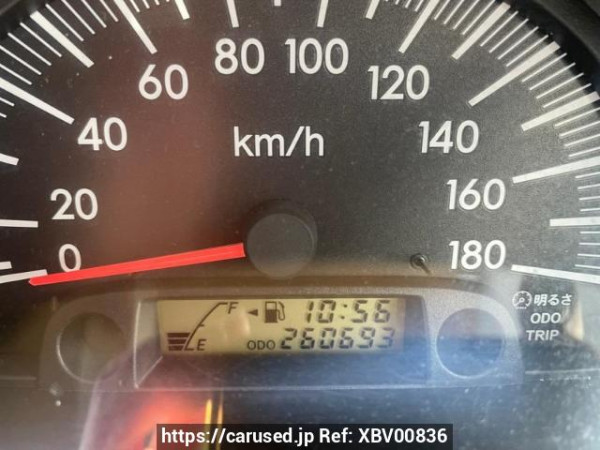 80 100
60 120
40 km/h 140
20 160
0 180
F 10:56
E ODO 260693
明るさ
ODO
TRIP
https://carused.jp Ref: XBV00836